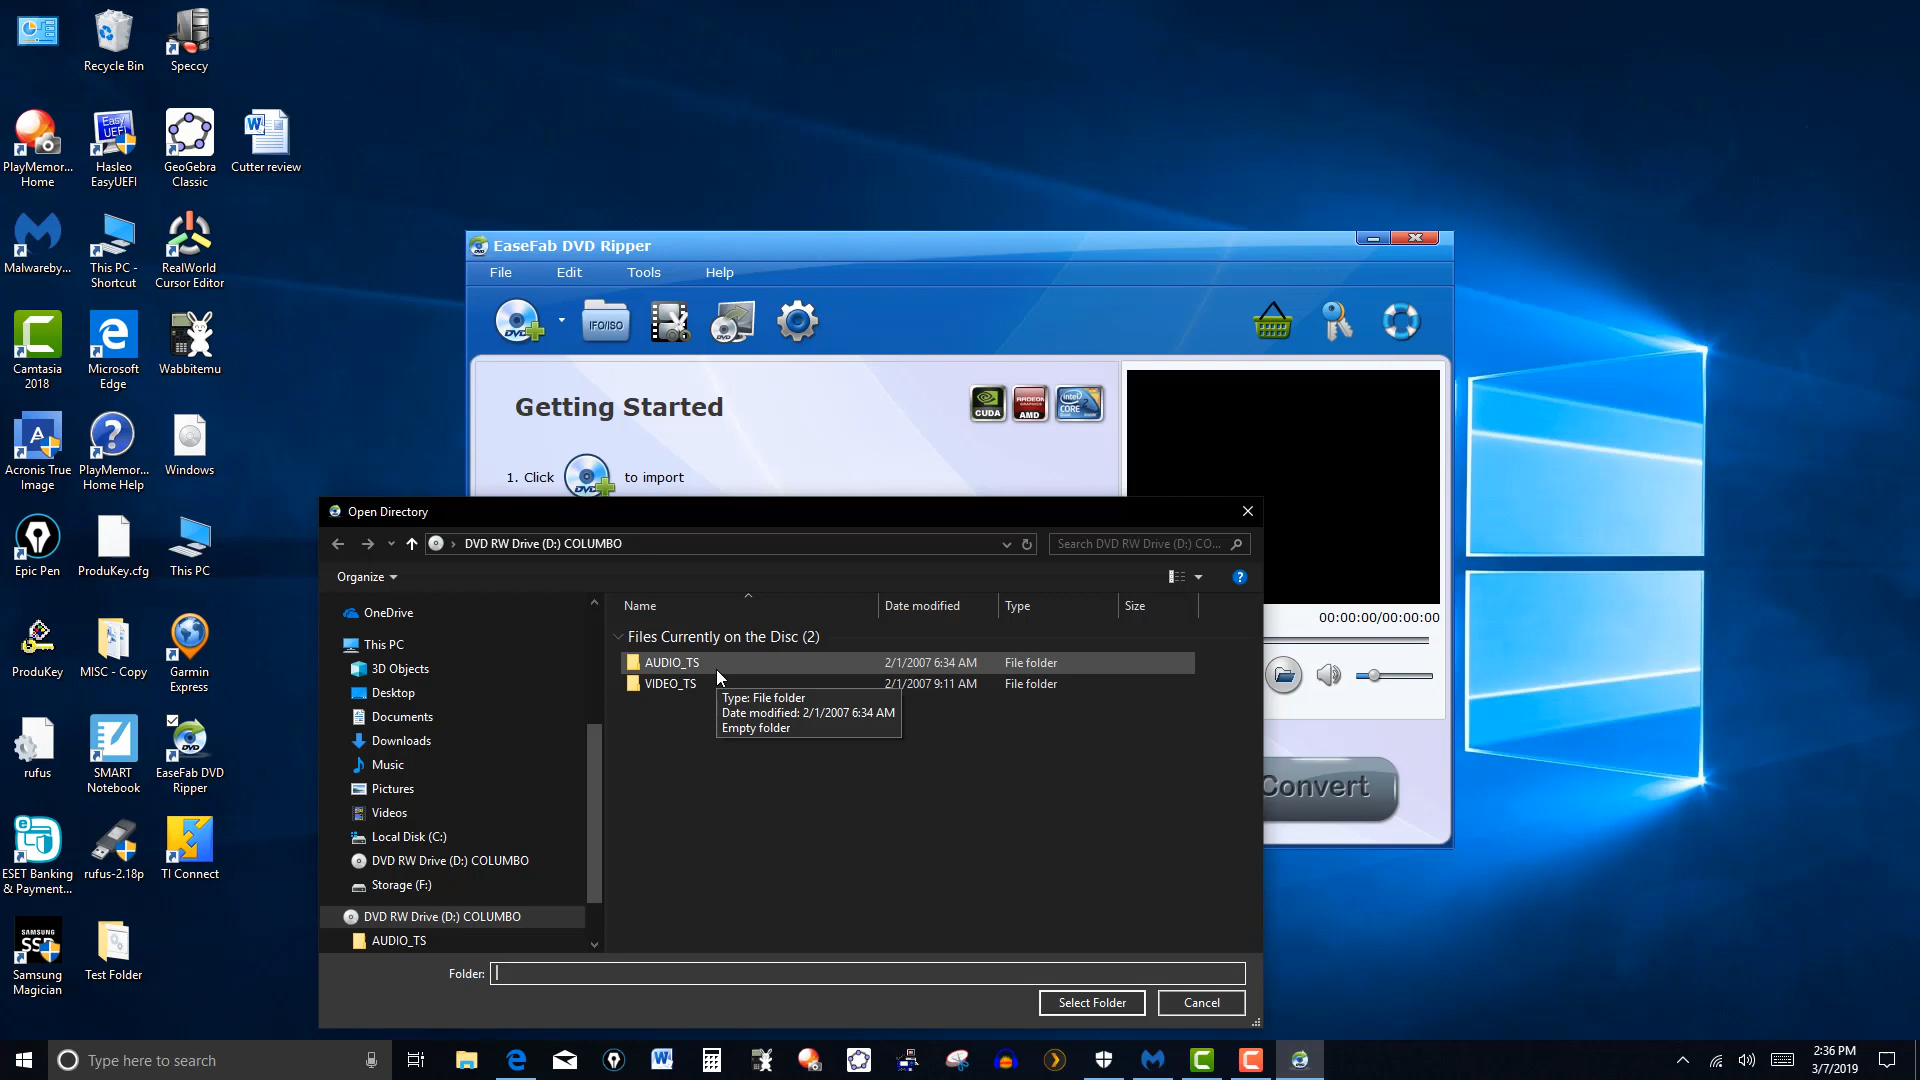 Recycle Bin
Speccy
PlayMemor...
Home
Hasleo
EasyUEFI
GeoGebra
Classic
Cutter review
Malwareby...
This PC -
Shortcut
RealWorld
Cursor Editor
Camtasia
2018
Microsoft
Edge
Wabbitemu
Acronis True
Image
PlayMemor...
Home Help
Windows
Epic Pen
ProduKey.cfg
This PC
ProduKey
MISC - Copy
Garmin
Express
rufus
SMART
Notebook
EaseFab DVD
Ripper
ESET Banking
& Payment...
rufus-2.18p
TI Connect
SAMSUNG
SSD
Samsung
Magician
Test Folder
EaseFab DVD Ripper
File Edit Tools Help
DVD
IFO/ISO
DVD
Getting Started
CUDA
RADEON
GRAPHICS
AMD
intel
CORE
1. Click DVD to import
Open Directory
DVD RW Drive (D:) COLUMBO
Search DVD RW Drive (D:) CO...
Organize
OneDrive
This PC
3D Objects
Desktop
Documents
Downloads
Music
Pictures
Videos
Local Disk (C:)
DVD RW Drive (D:) COLUMBO
Storage (F:)
DVD RW Drive (D:) COLUMBO
AUDIO_TS
Name Date modified Type Size
Files Currently on the Disc (2)
AUDIO_TS 2/1/2007 6:34 AM File folder
VIDEO_TS 2/1/2007 9:11 AM File folder
Type: File folder
Date modified: 2/1/2007 6:34 AM
Empty folder
Folder:
Select Folder Cancel
00:00:00/00:00:00
Convert
Type here to search
2:36 PM
3/7/2019